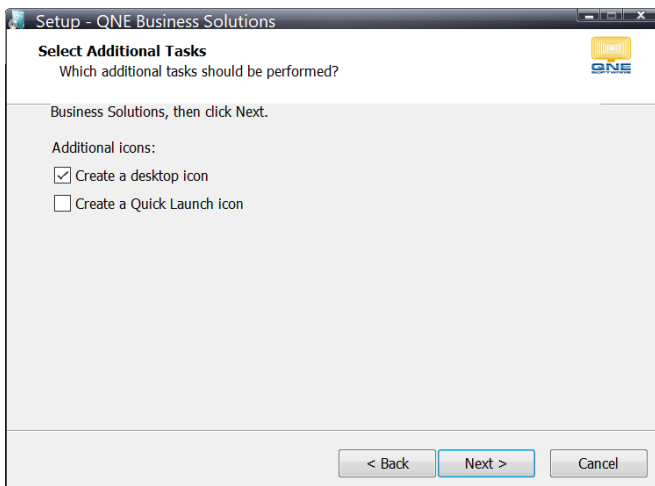 Setup - QNE Business Solutions
Select Additional Tasks
Which additional tasks should be performed?
QNE
SOFTWARE
Business Solutions, then click Next.
Additional icons:
Create a desktop icon
Create a Quick Launch icon
< Back Next > Cancel